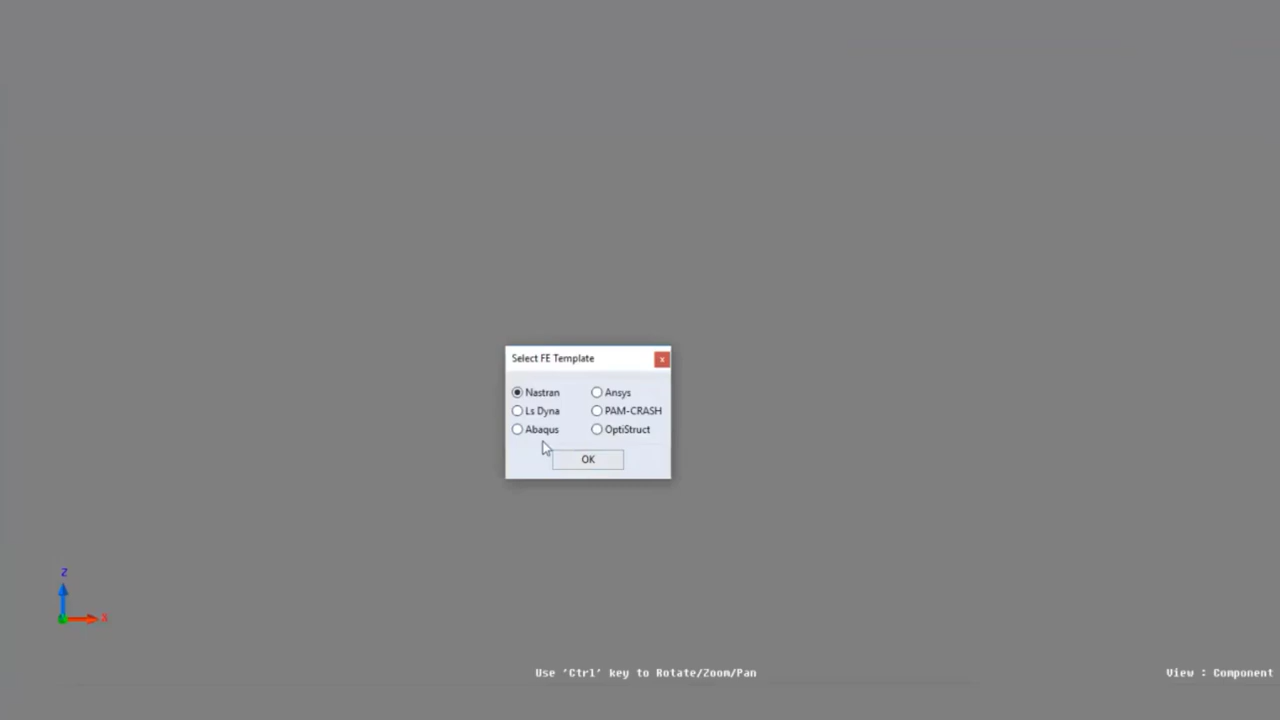 Select FE Template
x
Nastran Ansys
Ls Dyna PAM-CRASH
Abaqus OptiStruct
OK
Z
X
Use 'Ctrl' key to Rotate/Zoom/Pan
View : Component